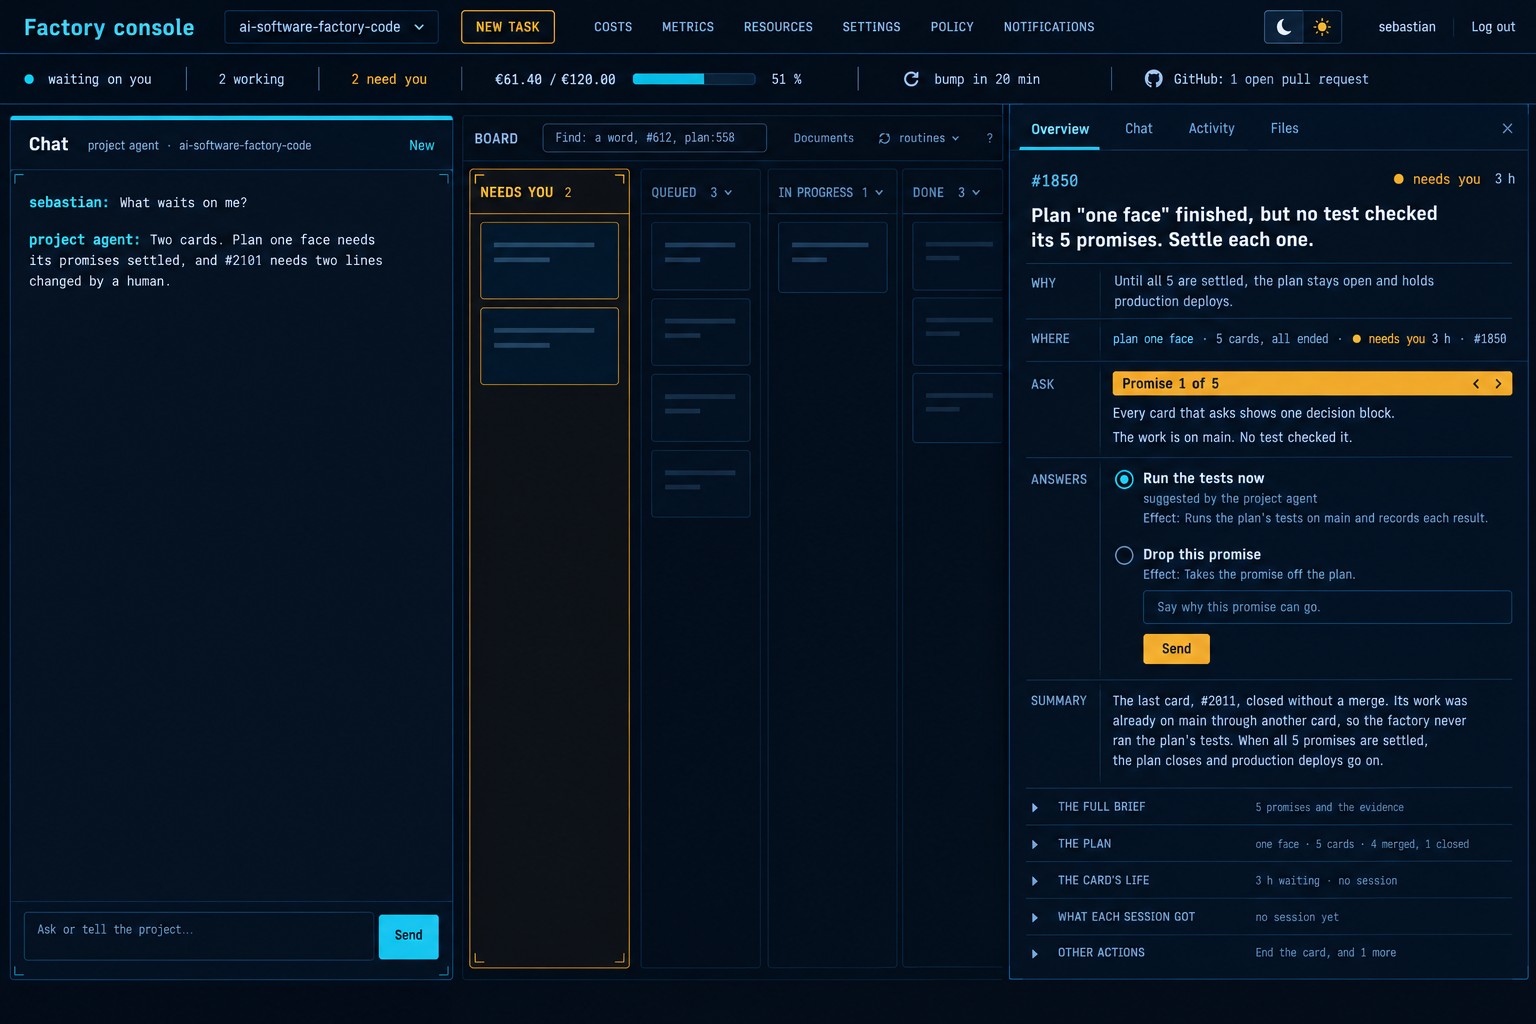 Factory console
ai-software-factory-code
NEW TASK
COSTS
METRICS
RESOURCES
SETTINGS
POLICY
NOTIFICATIONS
sebastian
Log out
waiting on you
2 working
2 need you
€61.40 / €120.00
51 %
bump in 20 min
GitHub: 1 open pull request
Chat
project agent · ai-software-factory-code
New
sebastian: What waits on me?
project agent: Two cards. Plan one face needs
its promises settled, and #2101 needs two lines
changed by a human.
Ask or tell the project...
Send
BOARD
Find: a word, #612, plan:558
Documents
routines
?
NEEDS YOU 2
QUEUED 3
IN PROGRESS 1
DONE 3
Overview
Chat
Activity
Files
#1850
needs you 3 h
Plan "one face" finished, but no test checked
its 5 promises. Settle each one.
WHY
Until all 5 are settled, the plan stays open and holds
production deploys.
WHERE
plan one face · 5 cards, all ended · needs you 3 h · #1850
ASK
Promise 1 of 5
Every card that asks shows one decision block.
The work is on main. No test checked it.
ANSWERS
Run the tests now
suggested by the project agent
Effect: Runs the plan's tests on main and records each result.
Drop this promise
Effect: Takes the promise off the plan.
Say why this promise can go.
Send
SUMMARY
The last card, #2011, closed without a merge. Its work was
already on main through another card, so the factory never
ran the plan's tests. When all 5 promises are settled,
the plan closes and production deploys go on.
THE FULL BRIEF
5 promises and the evidence
THE PLAN
one face · 5 cards · 4 merged, 1 closed
THE CARD'S LIFE
3 h waiting · no session
WHAT EACH SESSION GOT
no session yet
OTHER ACTIONS
End the card, and 1 more